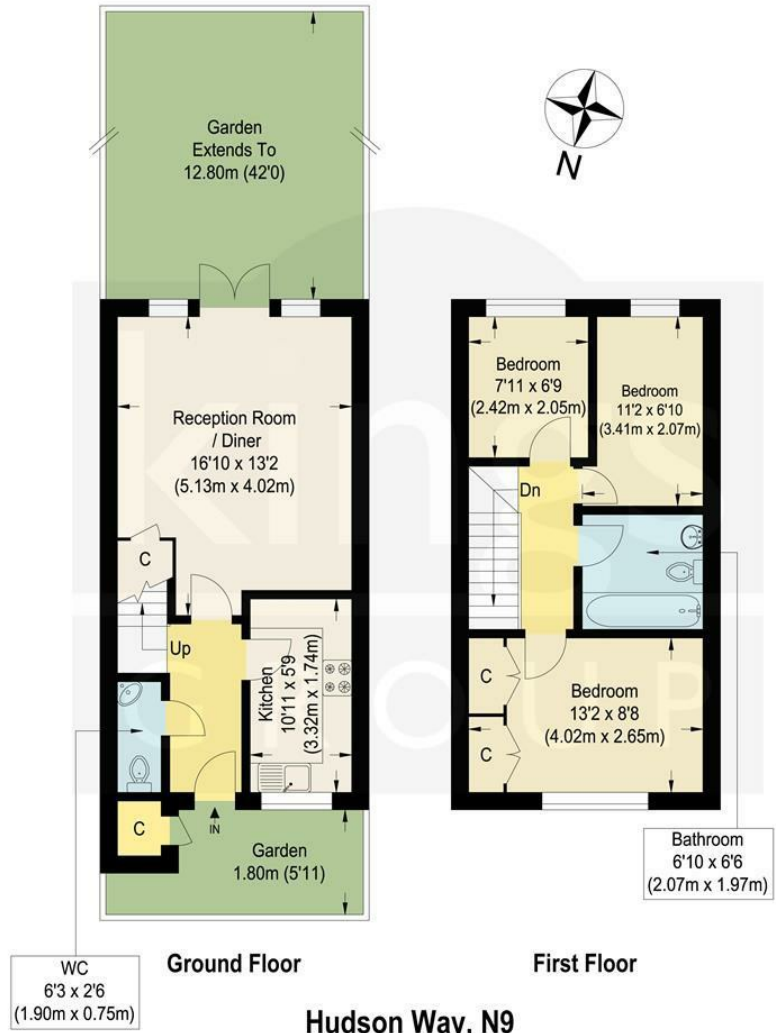 Garden
Extends To
12.80m (42'0)
N
Reception Room
/ Diner
16'10 x 13'2
(5.13m x 4.02m)
C
Up
Kitchen
10'11 x 5'9
(3.32m x 1.74m)
C
IN
Garden
1.80m (5'11)
WC
6'3 x 2'6
(1.90m x 0.75m)
Ground Floor
Bedroom
7'11 x 6'9
(2.42m x 2.05m)
Bedroom
11'2 x 6'10
(3.41m x 2.07m)
Dn
C
C
Bedroom
13'2 x 8'8
(4.02m x 2.65m)
Bathroom
6'10 x 6'6
(2.07m x 1.97m)
First Floor
Hudson Way, N9
kings
GROUP